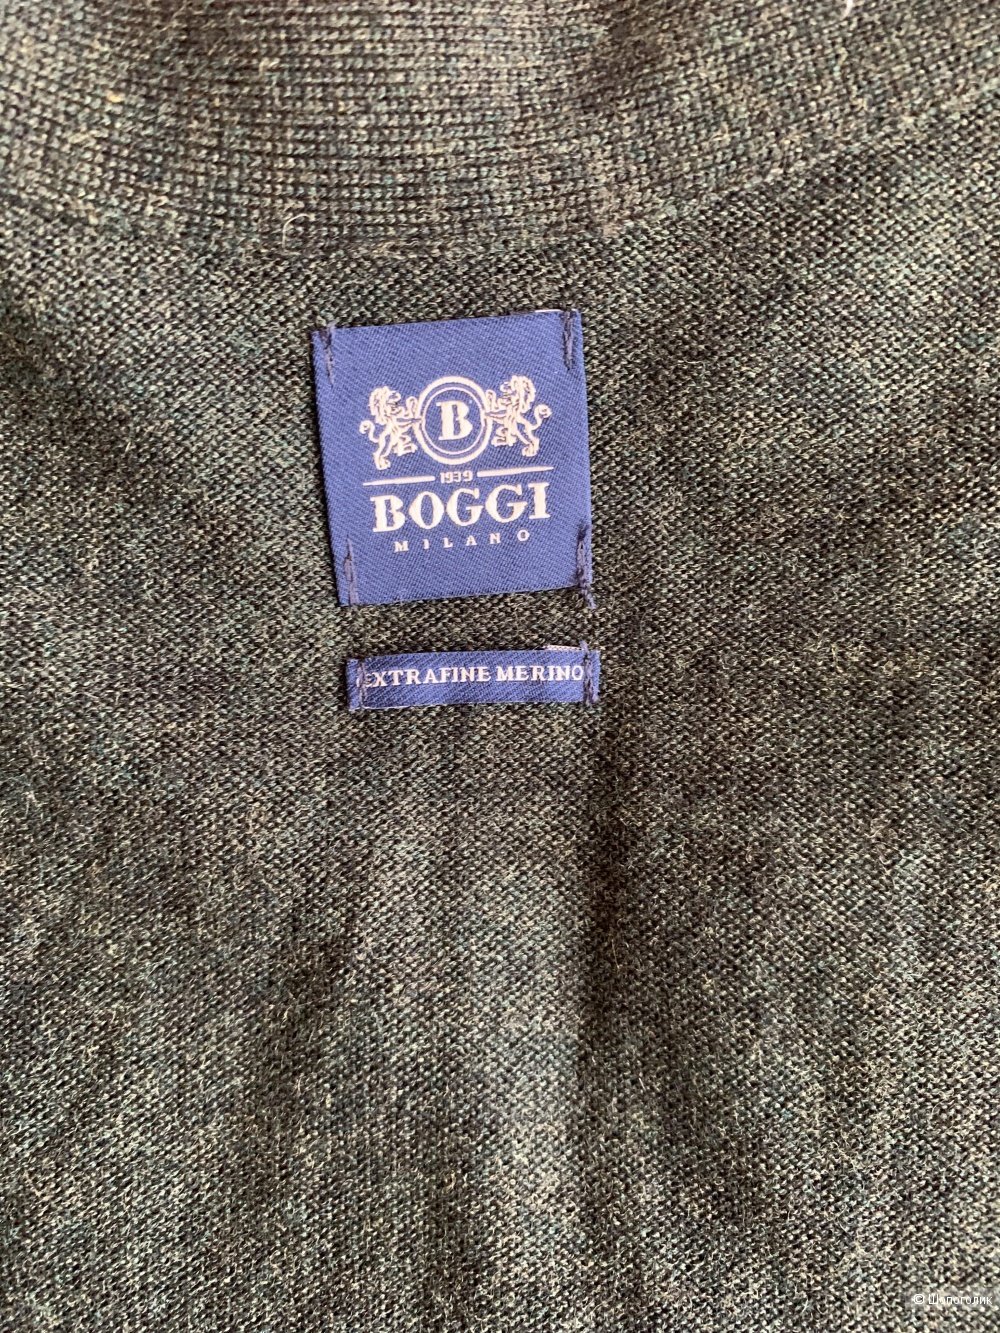 B
1939
BOGGI
MILANO
EXTRAFINE MERINO
© Шопоголик